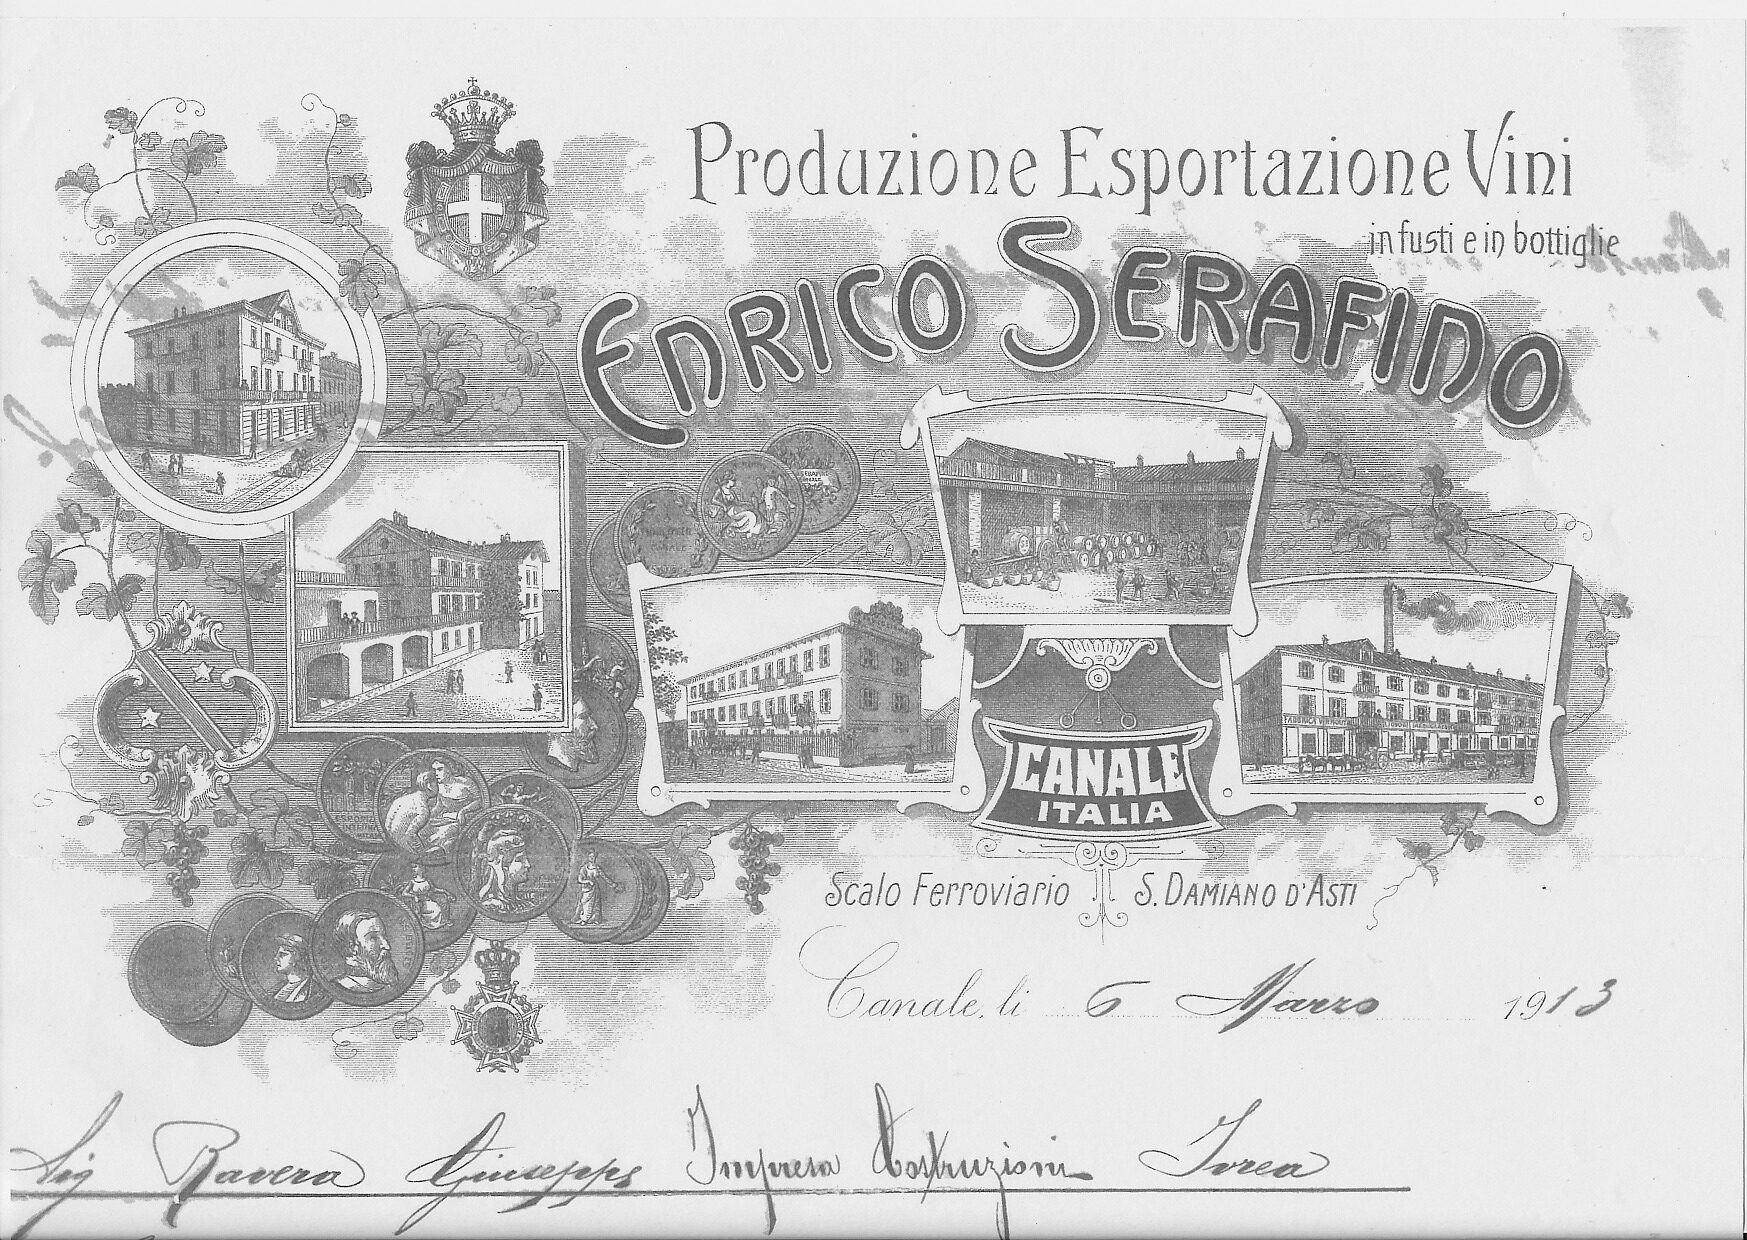 Produzione Esportazione Vini
in fusti e in bottiglie
ENRICO SERAFINO
CANALE
ITALIA
Scalo Ferroviario S. DAMIANO D'ASTI
Canale, li 6 Marzo 1913
Sig Ravera Giuseppe Impresa Costruzioni Ivrea